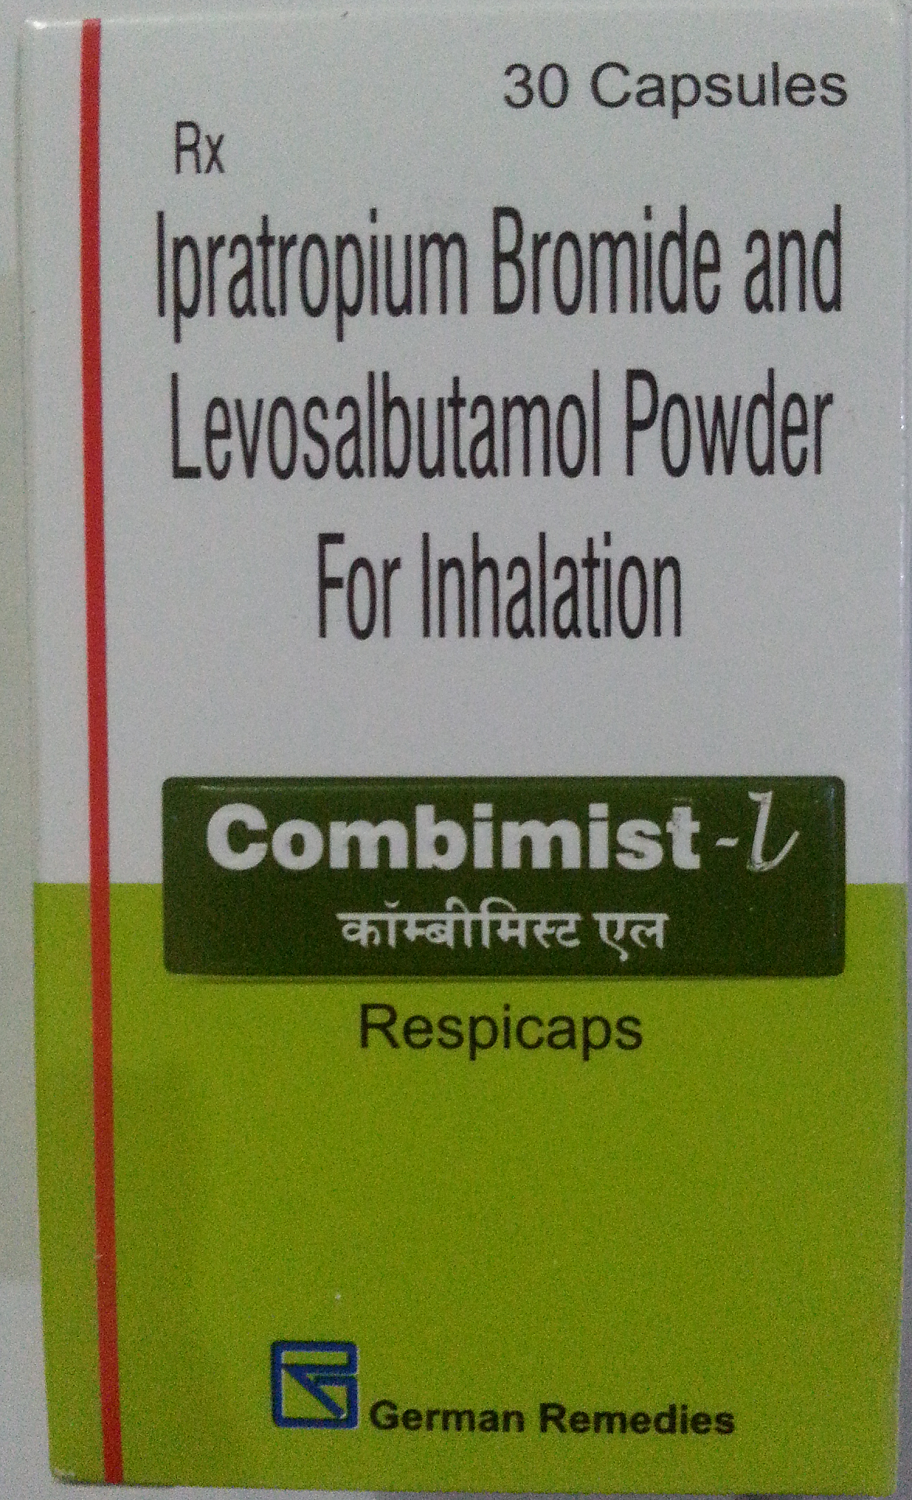 30 Capsules
Rx
Ipratropium Bromide and
Levosalbutamol Powder
For Inhalation
Combimist-l
कॉम्बीमिस्ट एल
Respicaps
German Remedies